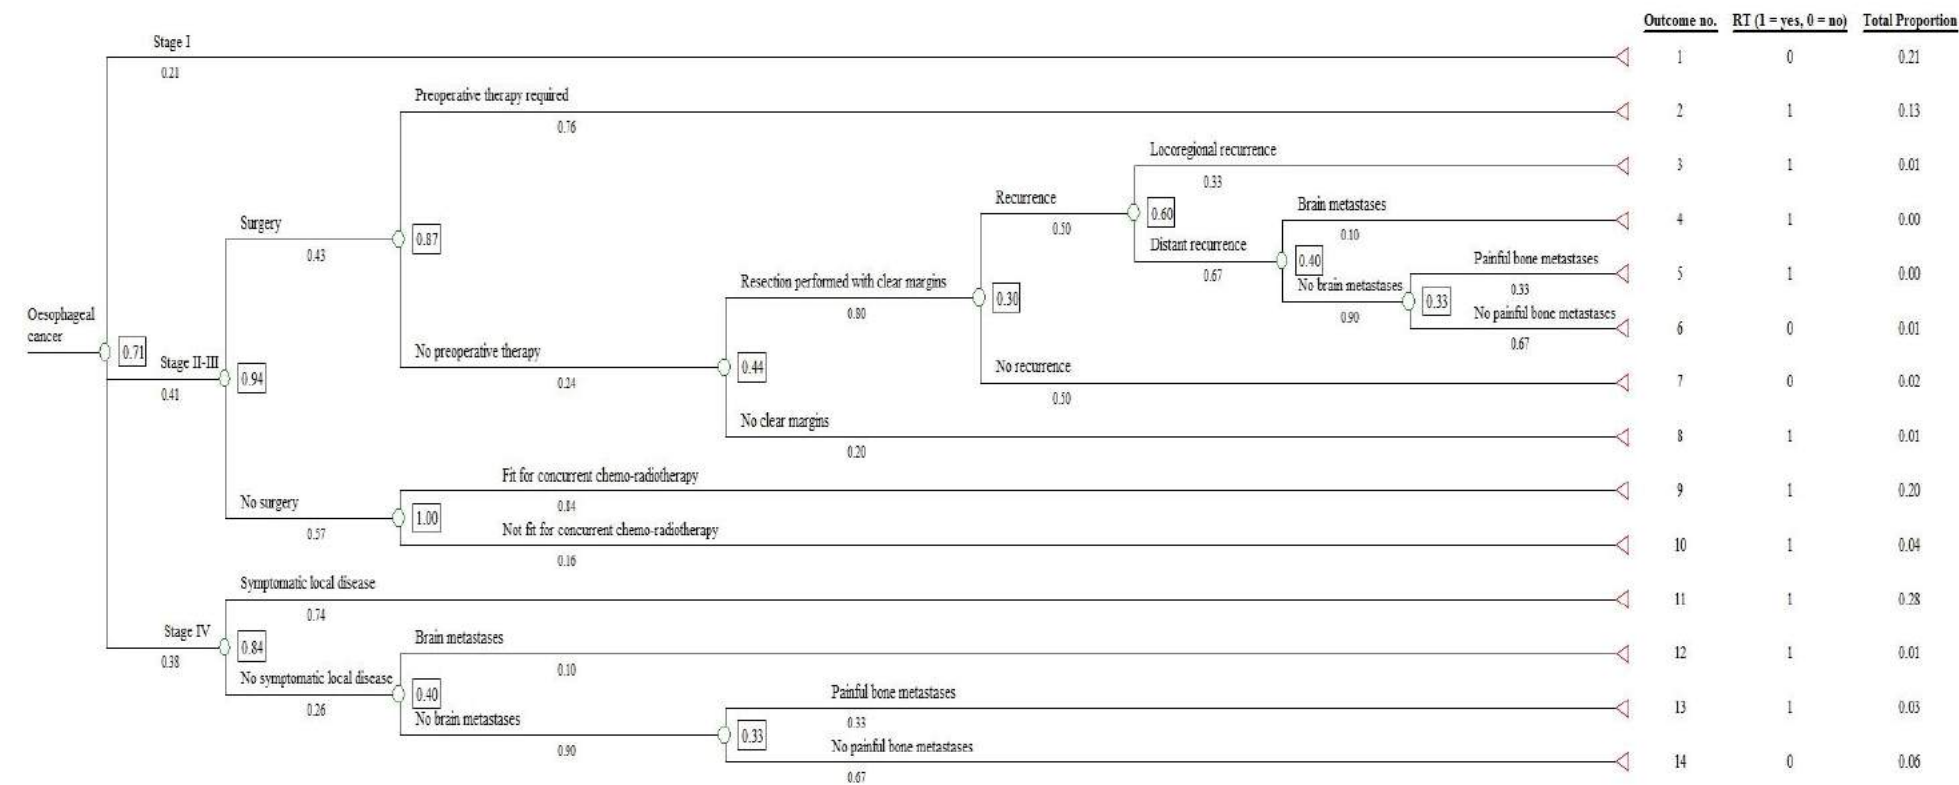 Outcome no. RT (1 = yes, 0 = no) Total Proportion
Stage I
0.21
1 0 0.21
Preoperative therapy required
0.76
2 1 0.13
Locoregional recurrence
0.33
3 1 0.01
Recurrence
0.50
0.60
Brain metastases
0.10
4 1 0.00
Surgery
0.43
0.87
Distant recurrence
0.67
0.40
Painful bone metastases
0.33
5 1 0.00
Resection performed with clear margins
0.80
0.30
No brain metastases
0.90
0.33
No painful bone metastases
0.67
6 0 0.01
Oesophageal
cancer
0.71
Stage II-III
0.41
0.94
No preoperative therapy
0.24
0.44
No recurrence
0.50
7 0 0.02
No clear margins
0.20
8 1 0.01
Fit for concurrent chemo-radiotherapy
0.84
9 1 0.20
No surgery
0.57
1.00
Not fit for concurrent chemo-radiotherapy
0.16
10 1 0.04
Symptomatic local disease
0.74
11 1 0.28
Stage IV
0.38
0.84
Brain metastases
0.10
12 1 0.01
No symptomatic local disease
0.26
0.40
Painful bone metastases
0.33
13 1 0.03
No brain metastases
0.90
0.33
No painful bone metastases
0.67
14 0 0.06